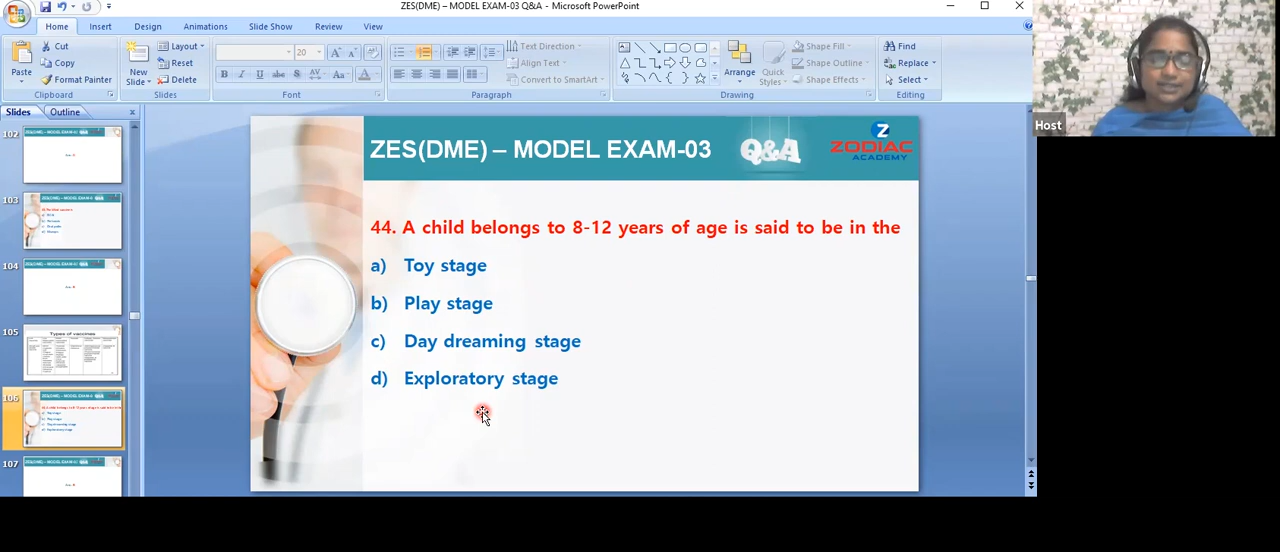 ZES(DME) – MODEL EXAM-03 Q&A - Microsoft PowerPoint
Home Insert Design Animations Slide Show Review View
Cut
Copy
Format Painter
Paste
Clipboard
New Slide
Layout
Reset
Delete
Slides
20
Font
Paragraph
Text Direction
Align Text
Convert to SmartArt
Arrange
Quick Styles
Shape Fill
Shape Outline
Shape Effects
Drawing
Find
Replace
Select
Editing
Host
Slides Outline
102
103
104
105
Types of vaccines
106
107
ZES(DME) – MODEL EXAM-03 Q&A
Z
ZODIAC
ACADEMY
44. A child belongs to 8-12 years of age is said to be in the
a) Toy stage
b) Play stage
c) Day dreaming stage
d) Exploratory stage